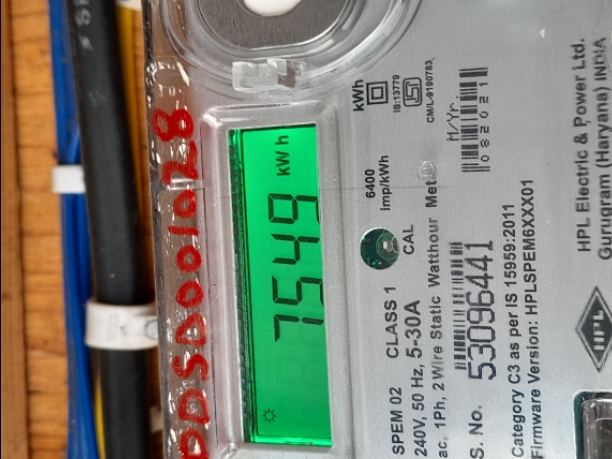 DDSD001028
7549 kWh
kWh
IS:13779
CM/L-9190783
6400
imp/kWh
CAL
SPEM 02 CLASS 1
240V, 50 Hz, 5-30A
ac, 1Ph, 2 Wire Static Watthour
M/Yr.
082021
S. No. 53096441
Category C3 as per IS 15959:2011
Firmware Version: HPLSPEM6XXX01
HPL
HPL Electric & Power Ltd.
Gurugram (Haryana) INDIA